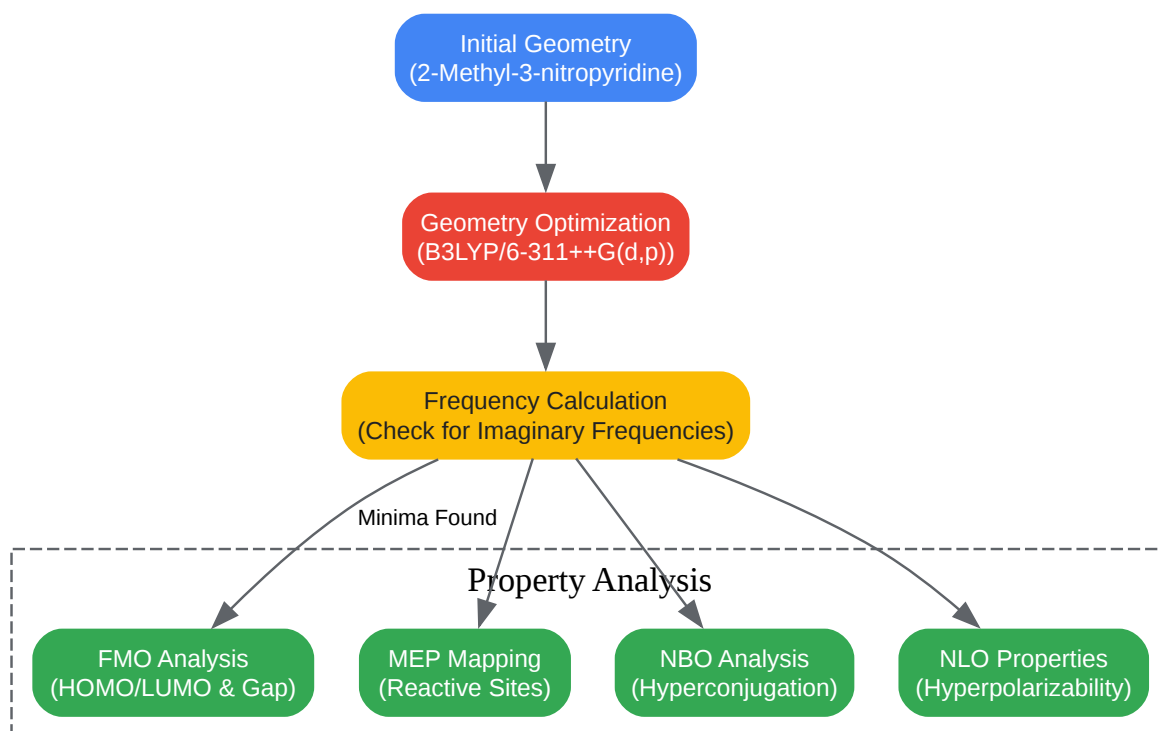 Initial Geometry
(2-Methyl-3-nitropyridine)
Geometry Optimization
(B3LYP/6-311++G(d,p))
Frequency Calculation
(Check for Imaginary Frequencies)
Minima Found
Property Analysis
FMO Analysis
(HOMO/LUMO & Gap)
MEP Mapping
(Reactive Sites)
NBO Analysis
(Hyperconjugation)
NLO Properties
(Hyperpolarizability)